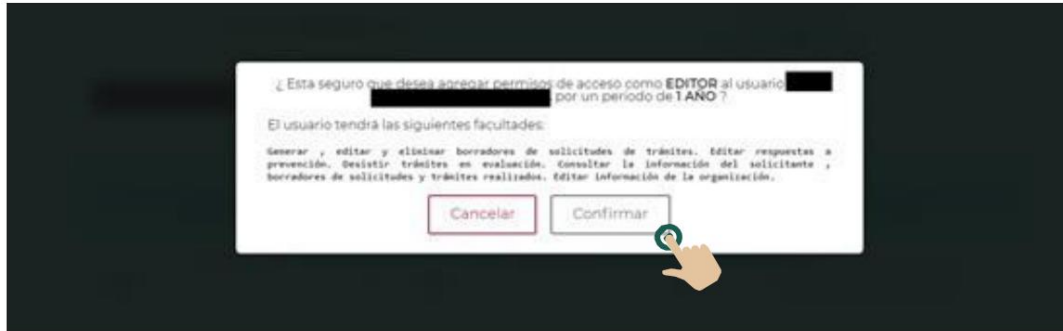 ¿ Esta seguro que desea agregar permisos de acceso como EDITOR al usuario
por un periodo de 1 AÑO ?
El usuario tendrá las siguientes facultades:
Generar , editar y eliminar borradores de solicitudes de trámites. Editar respuestas a
prevención. Desistir trámites en evaluación. Consultar la información del solicitante ,
borradores de solicitudes y trámites realizados. Editar información de la organización.
Cancelar
Confirmar